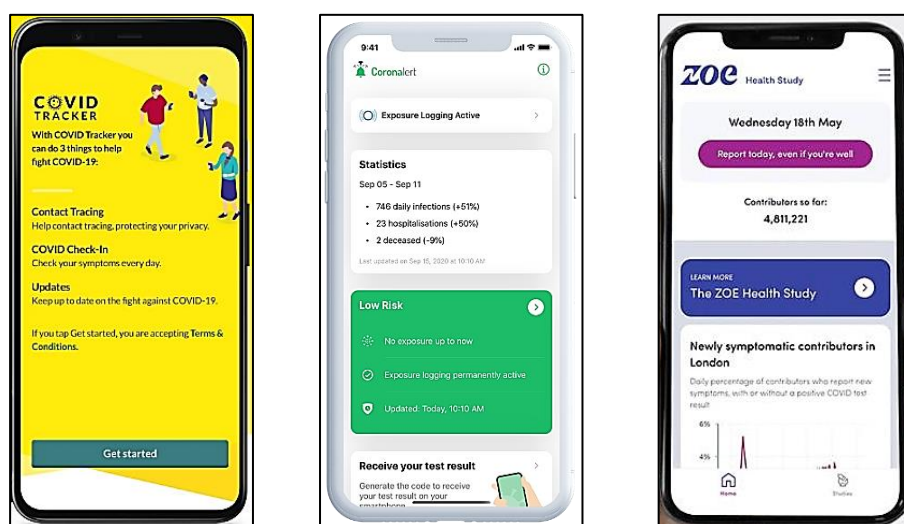 COVID
TRACKER
With COVID Tracker you
can do 3 things to help
fight COVID-19:
Contact Tracing
Help contact tracing, protecting your privacy.
COVID Check-In
Check your symptoms every day.
Updates
Keep up to date on the fight against COVID-19.
If you tap Get started, you are accepting Terms &
Conditions.
Get started
9:41
Coronalert
Exposure Logging Active
Statistics
Sep 05 - Sep 11
• 746 daily infections (+51%)
• 23 hospitalisations (+50%)
• 2 deceased (-9%)
Last updated on Sep 15, 2020 at 10:10 AM
Low Risk
No exposure up to now
Exposure logging permanently active
Updated: Today, 10:10 AM
Receive your test result
Generate the code to receive
your test result on your
smartphone
ZOE Health Study
Wednesday 18th May
Report today, even if you're well
Contributors so far:
4,811,221
LEARN MORE
The ZOE Health Study
Newly symptomatic contributors in
London
Daily percentage of contributors who report new
symptoms, with or without a positive COVID test
result
6%
4%
Home
Studies